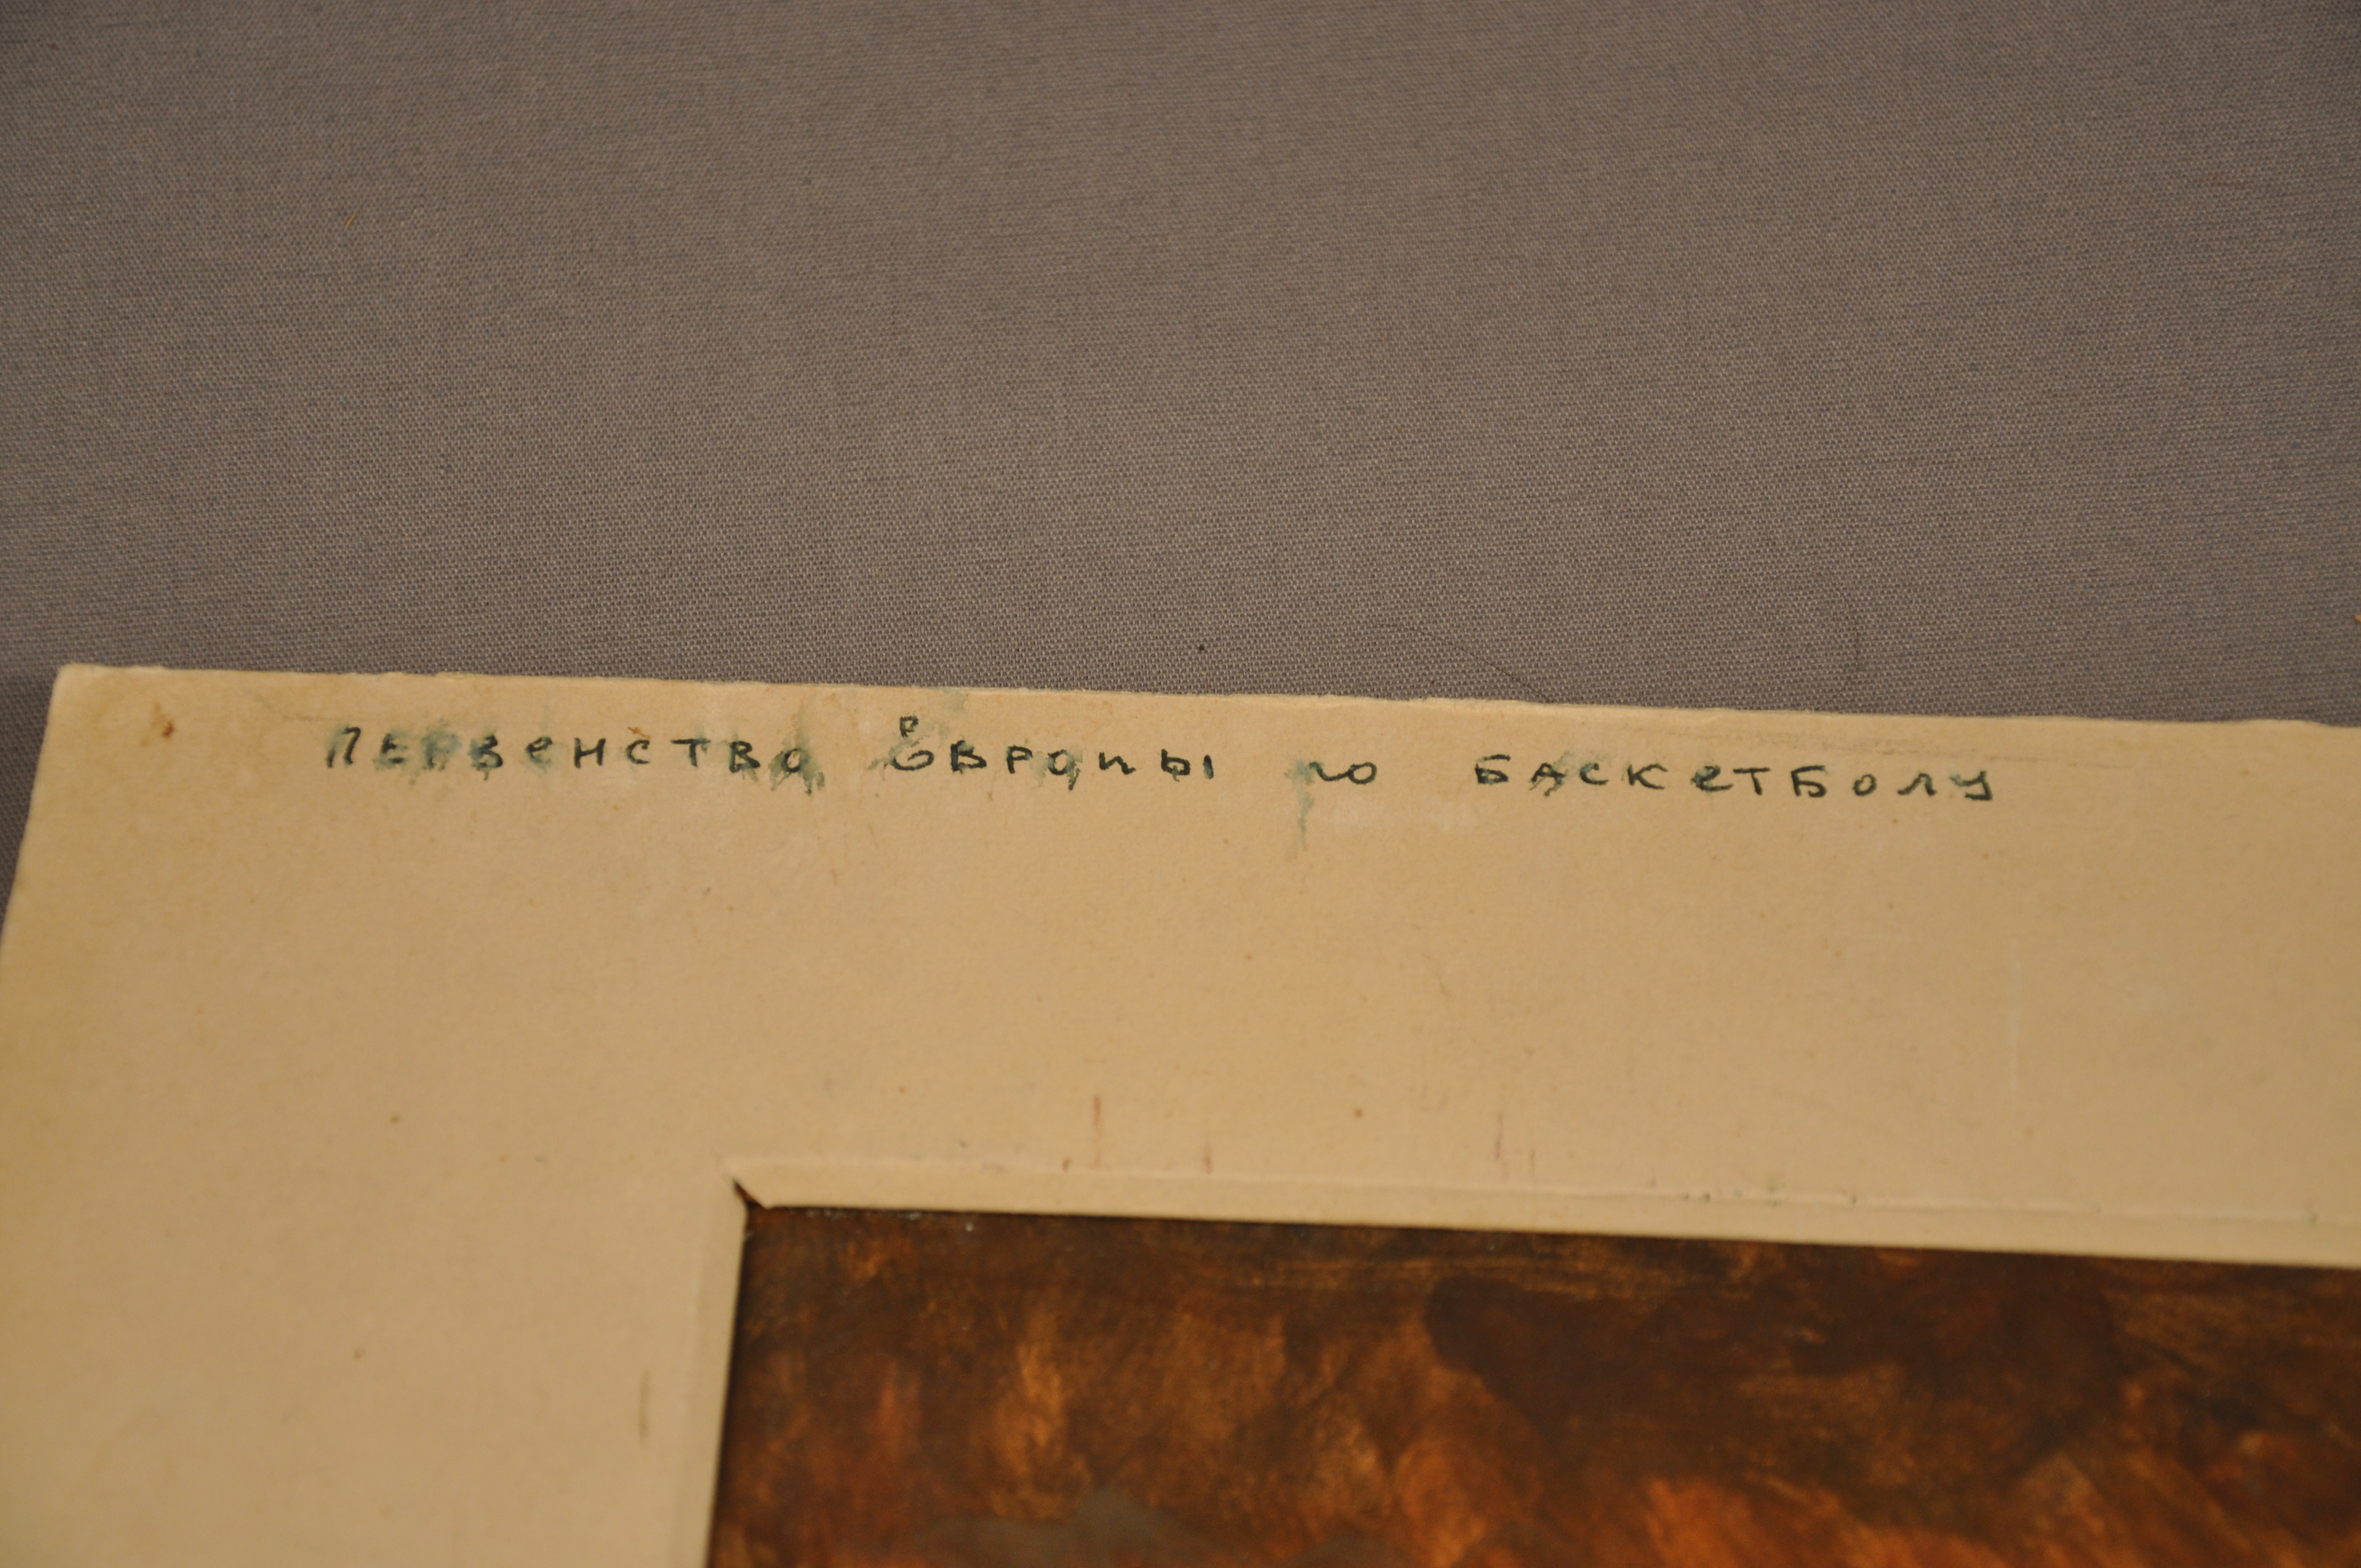 Первенство Европы по баскетболу